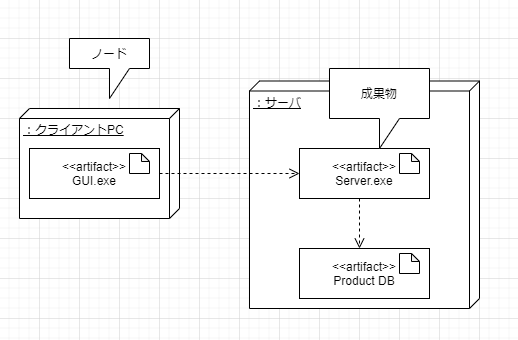 ノード
：クライアントPC
<<artifact>>
GUI.exe
：サーバ
成果物
<<artifact>>
Server.exe
<<artifact>>
Product DB